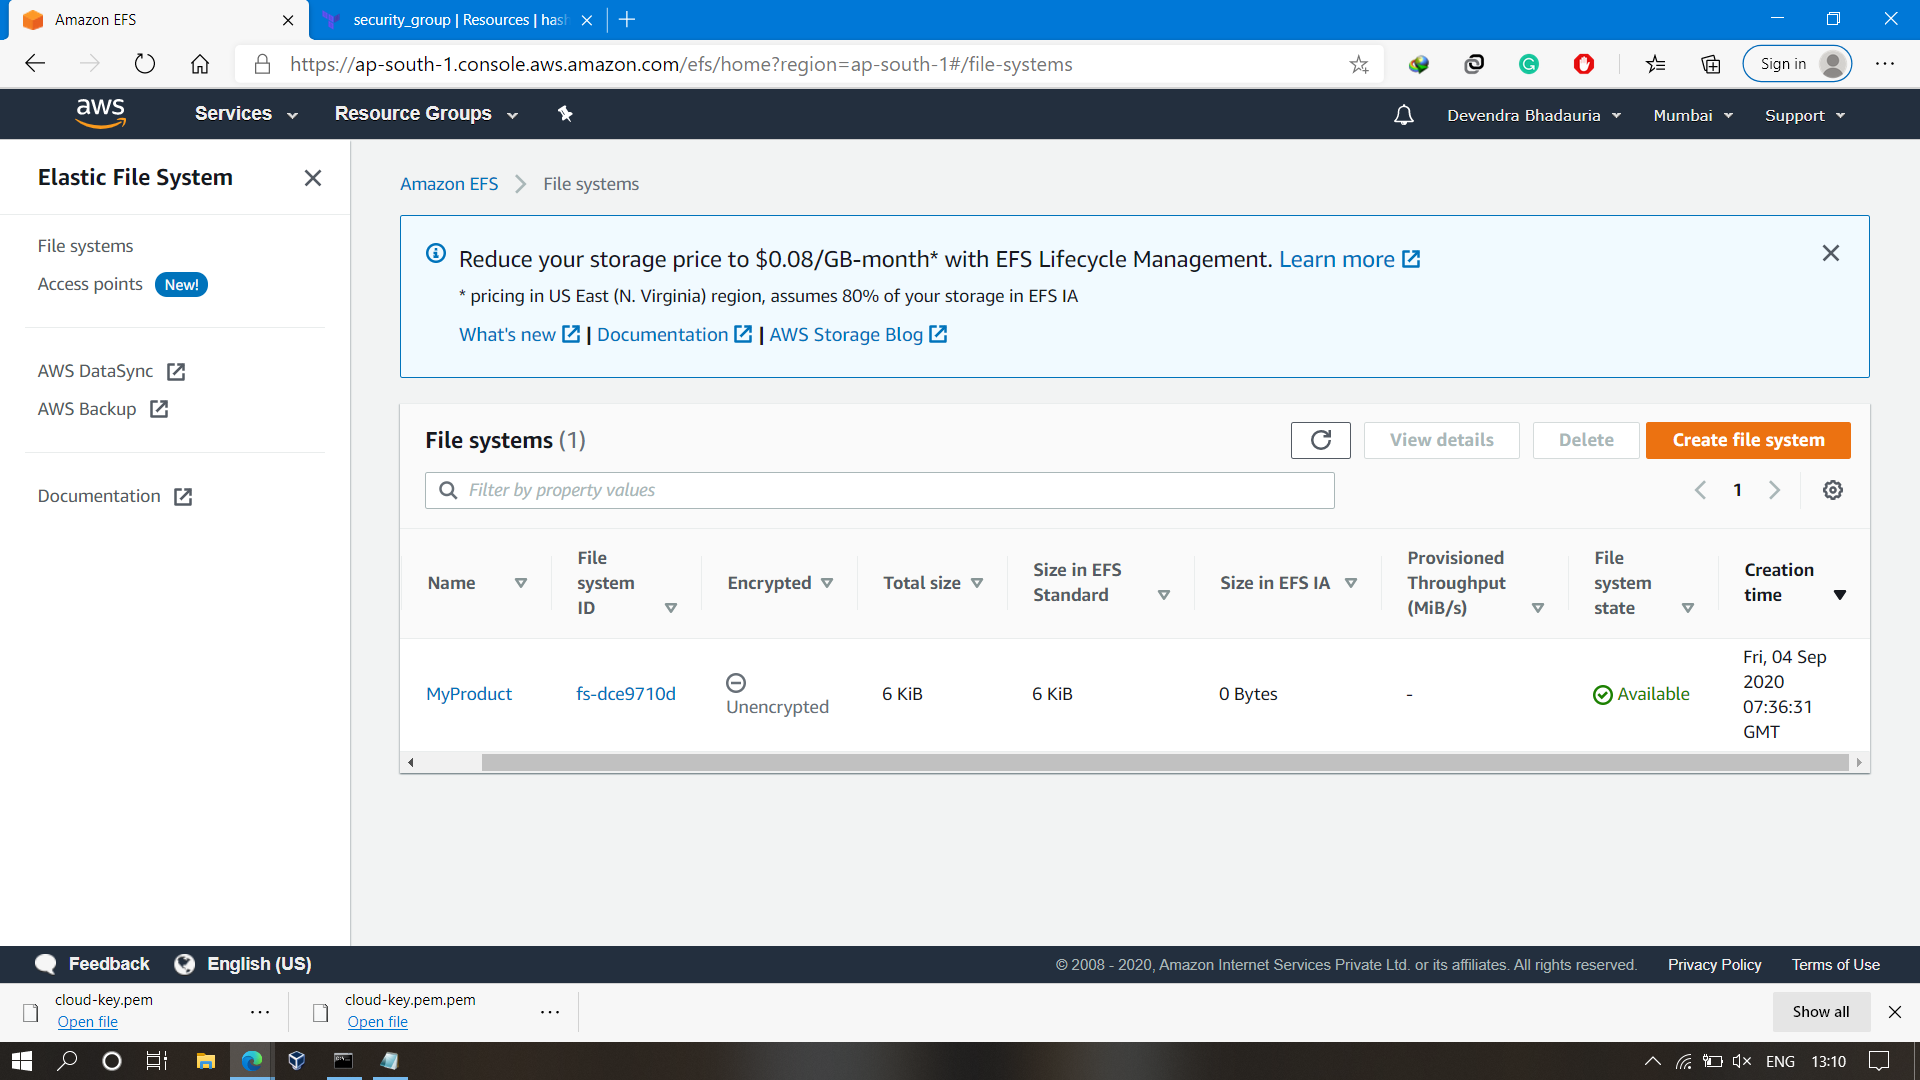 Amazon EFS
security_group | Resources | hash
https://ap-south-1.console.aws.amazon.com/efs/home?region=ap-south-1#/file-systems
Sign in
aws
Services
Resource Groups
Devendra Bhadauria
Mumbai
Support
Elastic File System
File systems
Access points New!
AWS DataSync
AWS Backup
Documentation
Amazon EFS
File systems
Reduce your storage price to $0.08/GB-month* with EFS Lifecycle Management. Learn more
* pricing in US East (N. Virginia) region, assumes 80% of your storage in EFS IA
What's new | Documentation | AWS Storage Blog
File systems (1)
View details
Delete
Create file system
Filter by property values
1
Name
File system ID
Encrypted
Total size
Size in EFS Standard
Size in EFS IA
Provisioned Throughput (MiB/s)
File system state
Creation time
MyProduct
fs-dce9710d
Unencrypted
6 KiB
6 KiB
0 Bytes
-
Available
Fri, 04 Sep 2020 07:36:31 GMT
Feedback
English (US)
© 2008 - 2020, Amazon Internet Services Private Ltd. or its affiliates. All rights reserved.
Privacy Policy
Terms of Use
cloud-key.pem
Open file
cloud-key.pem.pem
Open file
Show all
ENG
13:10